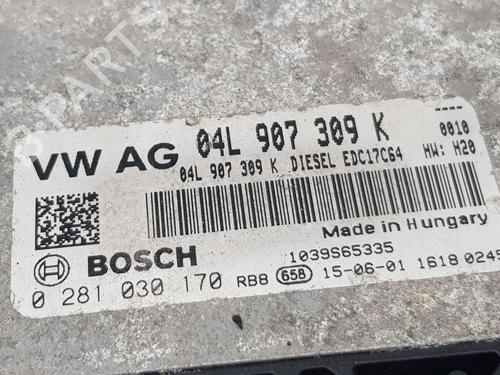 VW AG 04L 907 309 K 0010
04L 907 309 K DIESEL EDC17C64 HW: H20
Made in Hungary
BOSCH 1039S65335
0 281 030 170 RB8 658 15-06-01 1618 0245